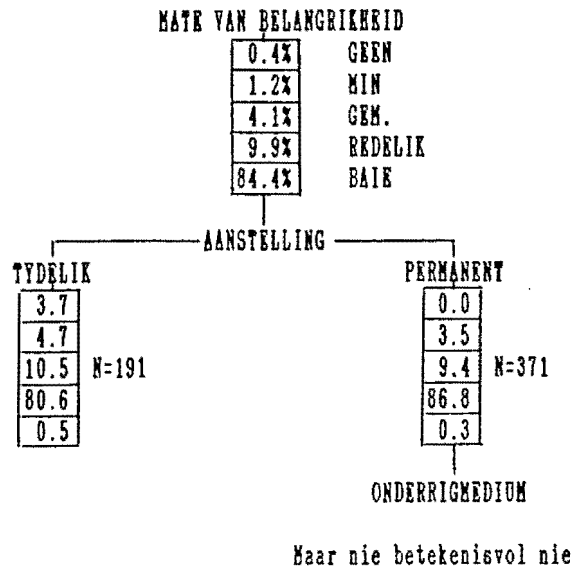 MATE VAN BELANGRIKHEID
0.4% GEEN
1.2% MIN
4.1% GEM.
9.9% REDELIK
84.4% BAIE
AANSTELLING
TYDELIK PERMANENT
3.7 0.0
4.7 3.5
10.5 N=191 9.4 N=371
80.6 86.8
0.5 0.3
ONDERRIGMEDIUM
Maar nie betekenisvol nie